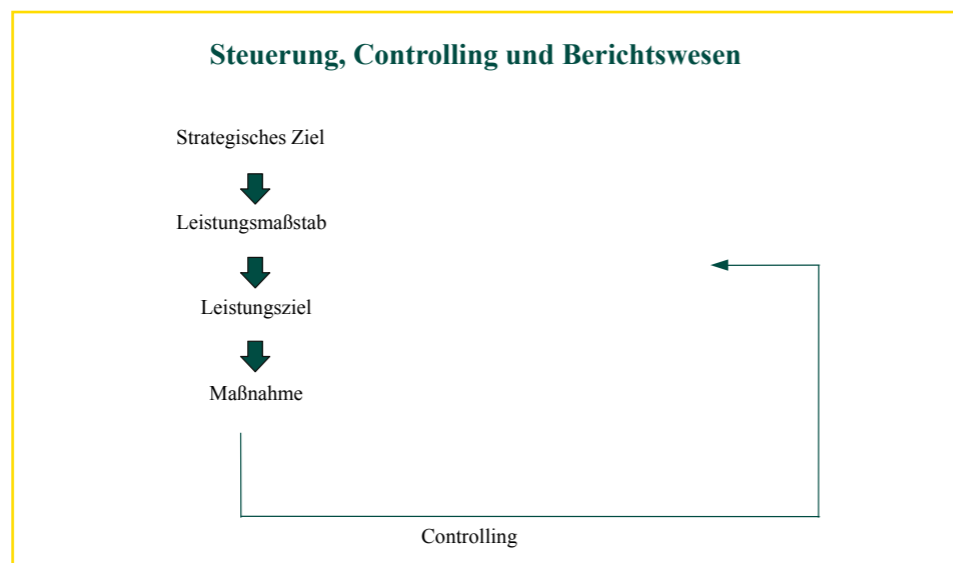 Steuerung, Controlling und Berichtswesen
Strategisches Ziel
Leistungsmaßstab
Leistungsziel
Maßnahme
Controlling